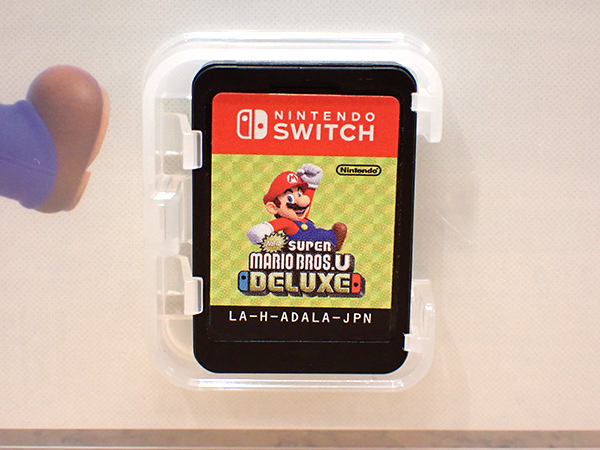 NINTENDO
SWITCH
Nintendo
New SUPER
MARIO BROS. U
DELUXE
LA-H-ADALA-JPN